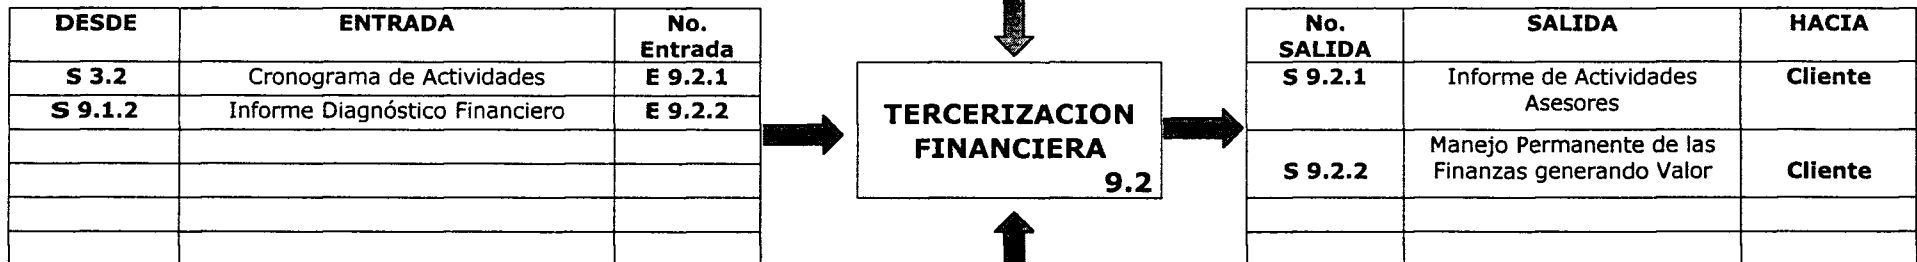 DESDE ENTRADA No. Entrada
S 3.2 Cronograma de Actividades E 9.2.1
S 9.1.2 Informe Diagnóstico Financiero E 9.2.2
TERCERIZACION
FINANCIERA
9.2
No. SALIDA SALIDA HACIA
S 9.2.1 Informe de Actividades Asesores Cliente
S 9.2.2 Manejo Permanente de las Finanzas generando Valor Cliente